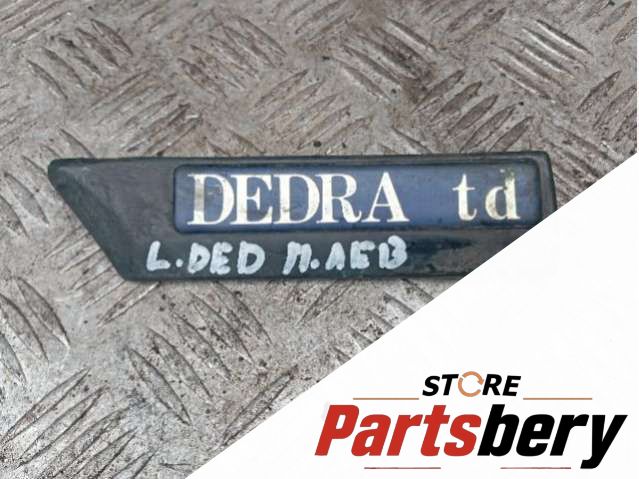 DEDRA td
L.DED П.ЛЕВ
STORE
Partsbery